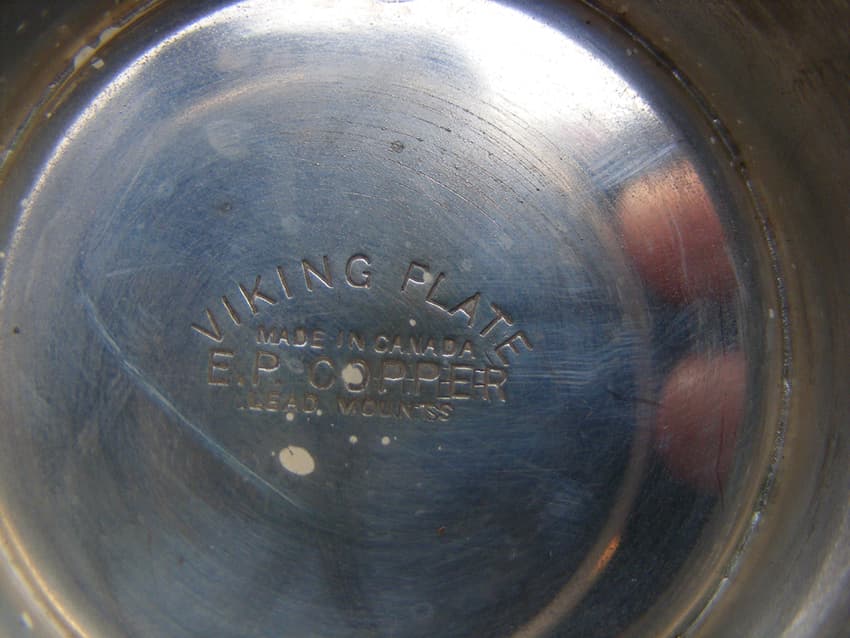 VIKING PLATE
MADE IN CANADA
E.P. COPPER
LEAD MOUNTS